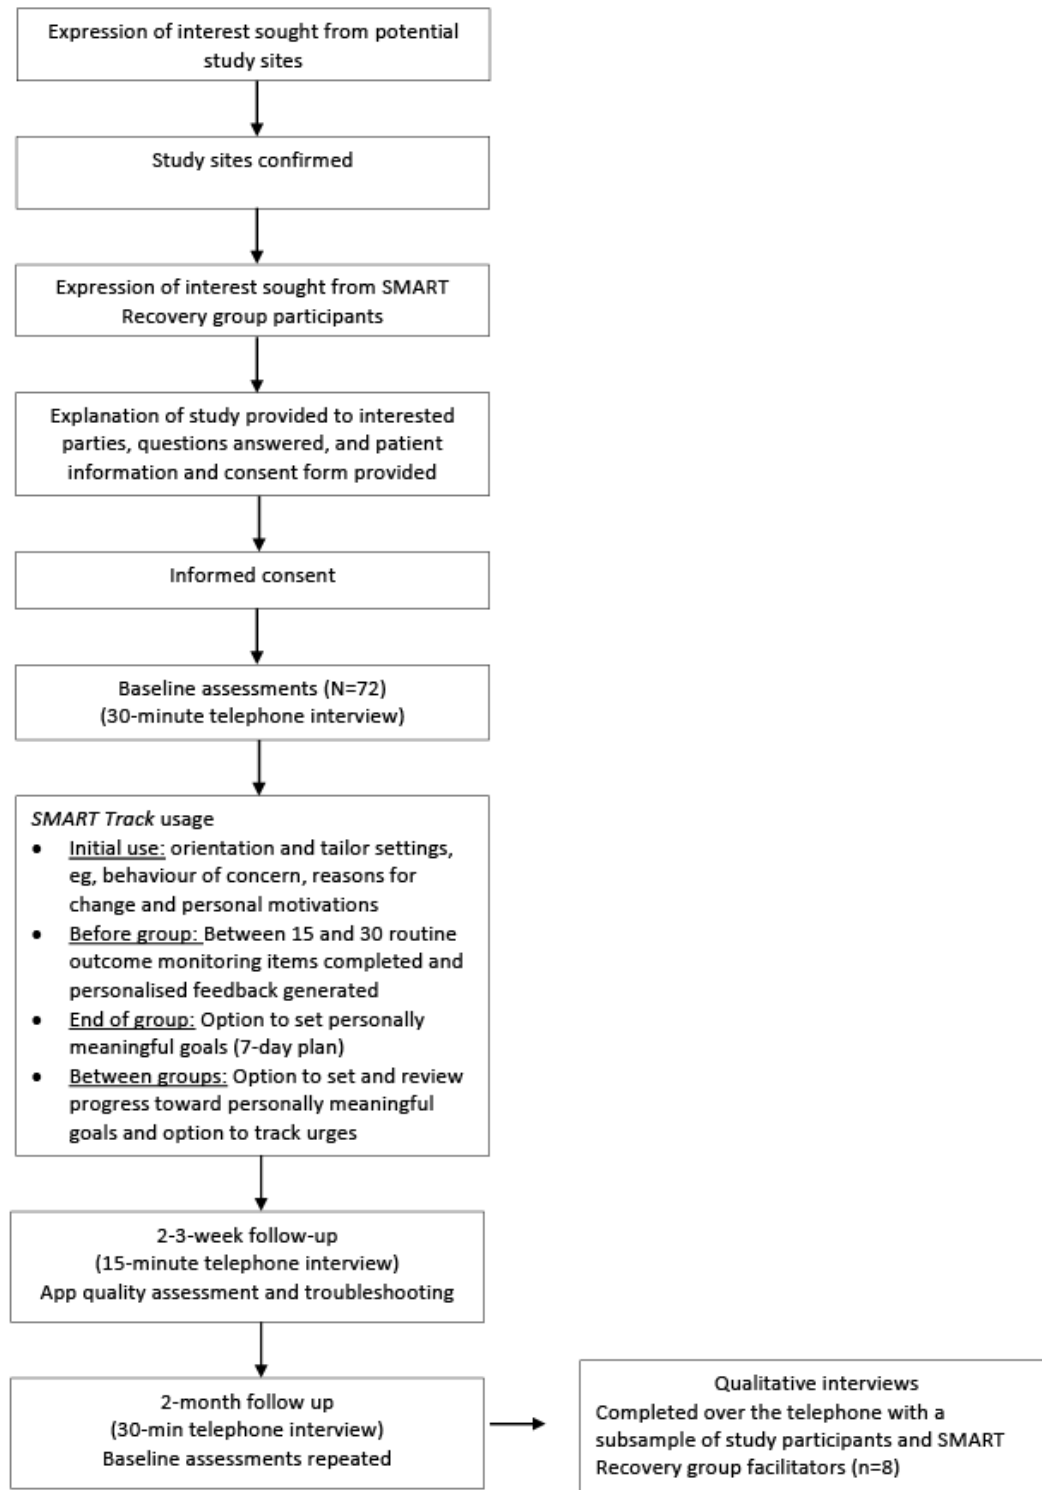 Expression of interest sought from potential
study sites
Study sites confirmed
Expression of interest sought from SMART
Recovery group participants
Explanation of study provided to interested
parties, questions answered, and patient
information and consent form provided
Informed consent
Baseline assessments (N=72)
(30-minute telephone interview)
SMART Track usage
● Initial use: orientation and tailor settings,
eg, behaviour of concern, reasons for
change and personal motivations
● Before group: Between 15 and 30 routine
outcome monitoring items completed and
personalised feedback generated
● End of group: Option to set personally
meaningful goals (7-day plan)
● Between groups: Option to set and review
progress toward personally meaningful
goals and option to track urges
2-3-week follow-up
(15-minute telephone interview)
App quality assessment and troubleshooting
2-month follow up
(30-min telephone interview)
Baseline assessments repeated
Qualitative interviews
Completed over the telephone with a
subsample of study participants and SMART
Recovery group facilitators (n=8)